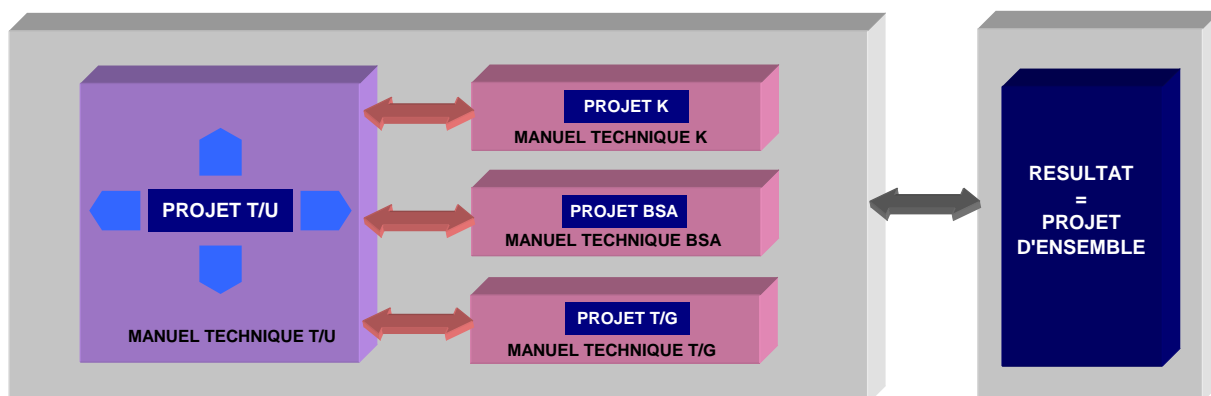 PROJET T/U
MANUEL TECHNIQUE T/U
PROJET K
MANUEL TECHNIQUE K
PROJET BSA
MANUEL TECHNIQUE BSA
PROJET T/G
MANUEL TECHNIQUE T/G
RESULTAT
=
PROJET
D'ENSEMBLE